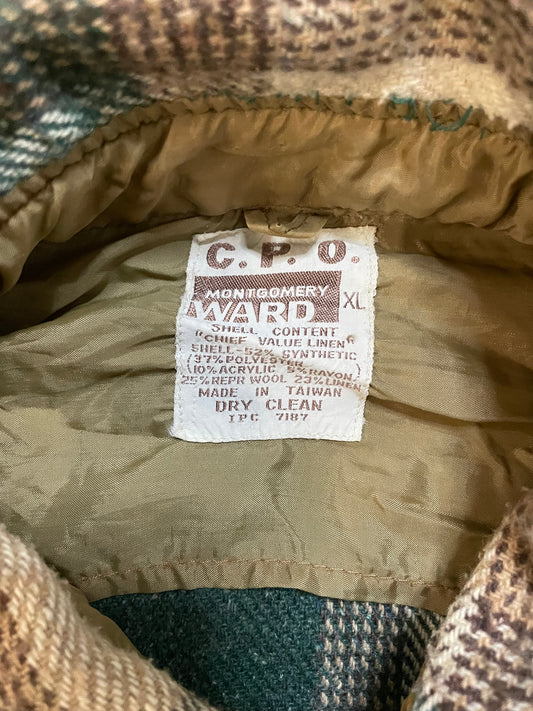 C.P.O.
MONTGOMERY
WARD XL
SHELL CONTENT
"CHIEF VALUE LINEN"
SHELL-52% SYNTHETIC
(37%POLYESTER
(10%ACRYLIC 5%RAYON)
25%REPR WOOL 23%LINEN
MADE IN TAIWAN
DRY CLEAN
IPC 7187